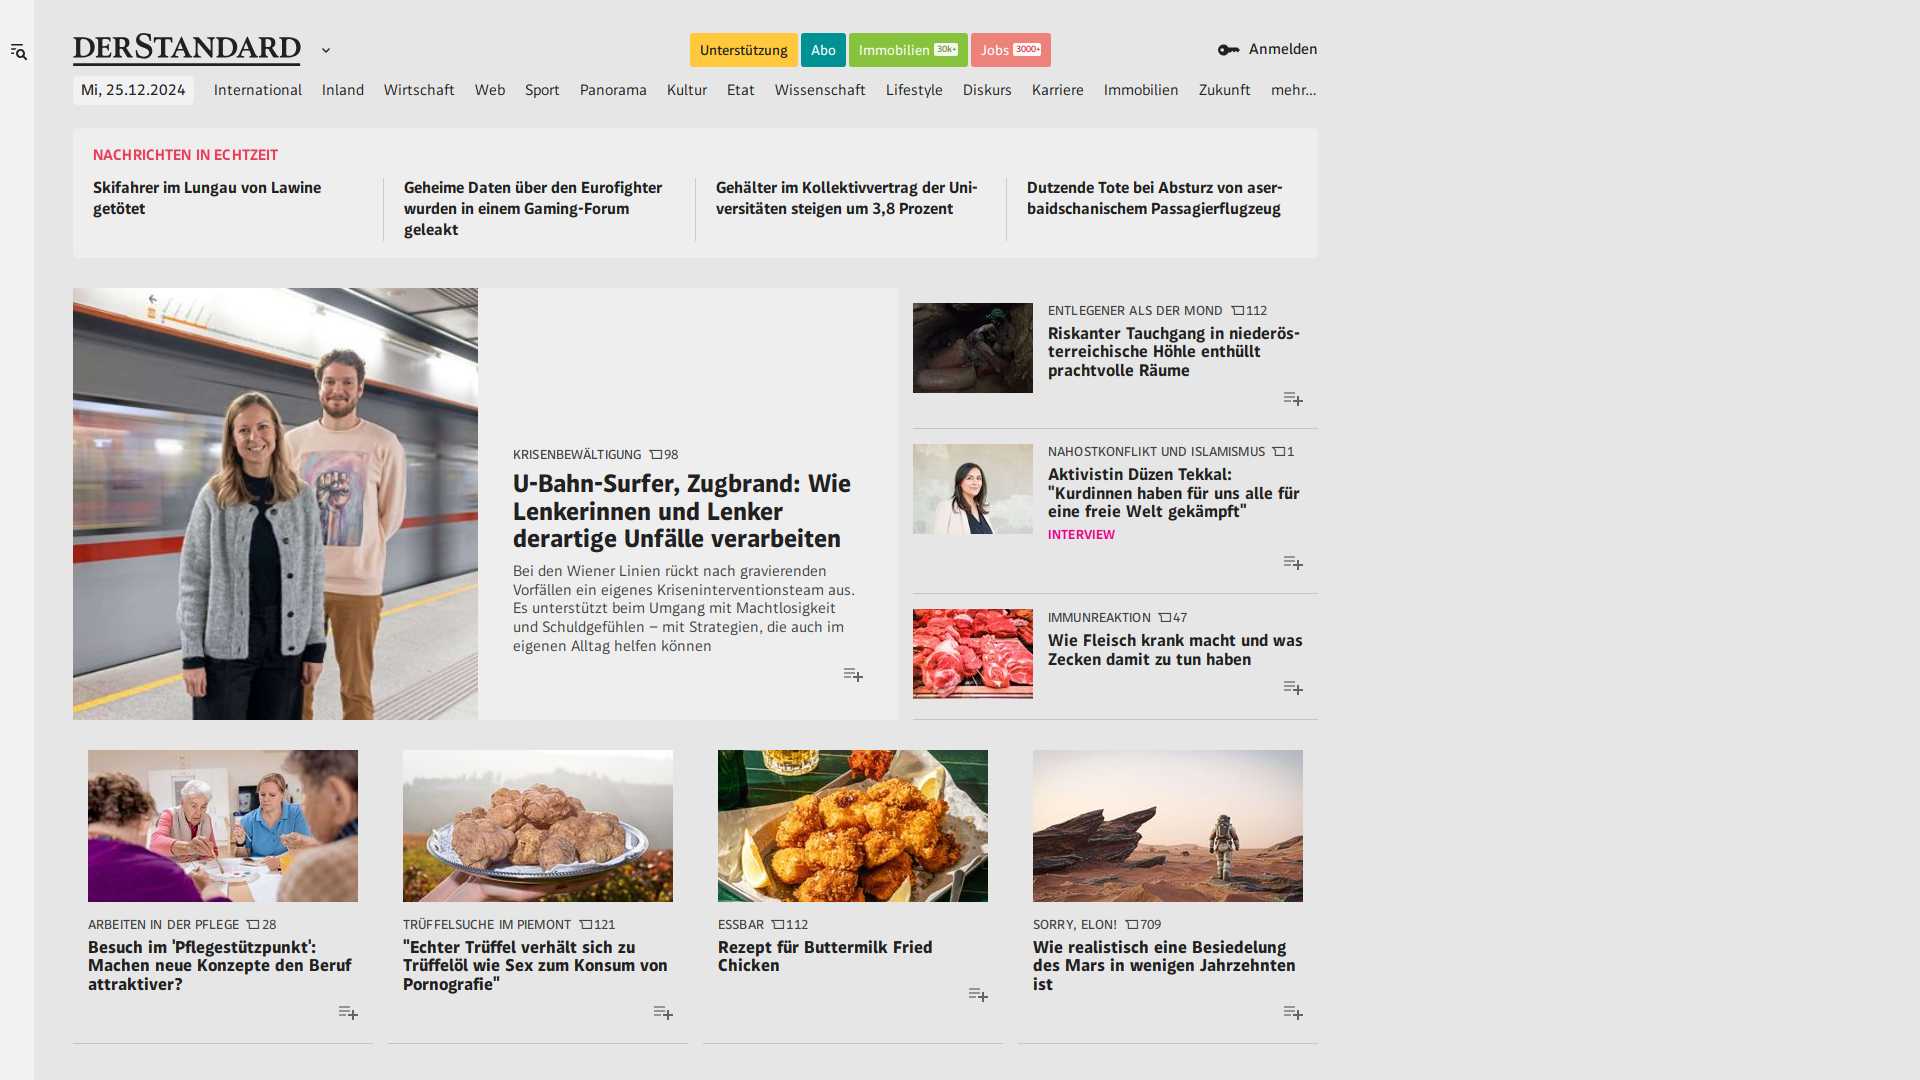 DERSTANDARD
Unterstützung
Abo
Immobilien 30k+
Jobs 3000+
Anmelden
Mi, 25.12.2024
International
Inland
Wirtschaft
Web
Sport
Panorama
Kultur
Etat
Wissenschaft
Lifestyle
Diskurs
Karriere
Immobilien
Zukunft
mehr…
NACHRICHTEN IN ECHTZEIT
Skifahrer im Lungau von Lawine
getötet
Geheime Daten über den Eurofighter
wurden in einem Gaming-Forum
geleakt
Gehälter im Kollektivvertrag der Uni-
versitäten steigen um 3,8 Prozent
Dutzende Tote bei Absturz von aser-
baidschanischem Passagierflugzeug
KRISENBEWÄLTIGUNG 98
U-Bahn-Surfer, Zugbrand: Wie
Lenkerinnen und Lenker
derartige Unfälle verarbeiten
Bei den Wiener Linien rückt nach gravierenden
Vorfällen ein eigenes Kriseninterventionsteam aus.
Es unterstützt beim Umgang mit Machtlosigkeit
und Schuldgefühlen – mit Strategien, die auch im
eigenen Alltag helfen können
ENTLEGENER ALS DER MOND 112
Riskanter Tauchgang in niederös-
terreichische Höhle enthüllt
prachtvolle Räume
NAHOSTKONFLIKT UND ISLAMISMUS 1
Aktivistin Düzen Tekkal:
"Kurdinnen haben für uns alle für
eine freie Welt gekämpft"
INTERVIEW
IMMUNREAKTION 47
Wie Fleisch krank macht und was
Zecken damit zu tun haben
ARBEITEN IN DER PFLEGE 28
Besuch im 'Pflegestützpunkt':
Machen neue Konzepte den Beruf
attraktiver?
TRÜFFELSUCHE IM PIEMONT 121
"Echter Trüffel verhält sich zu
Trüffelöl wie Sex zum Konsum von
Pornografie"
ESSBAR 112
Rezept für Buttermilk Fried
Chicken
SORRY, ELON! 709
Wie realistisch eine Besiedelung
des Mars in wenigen Jahrzehnten
ist